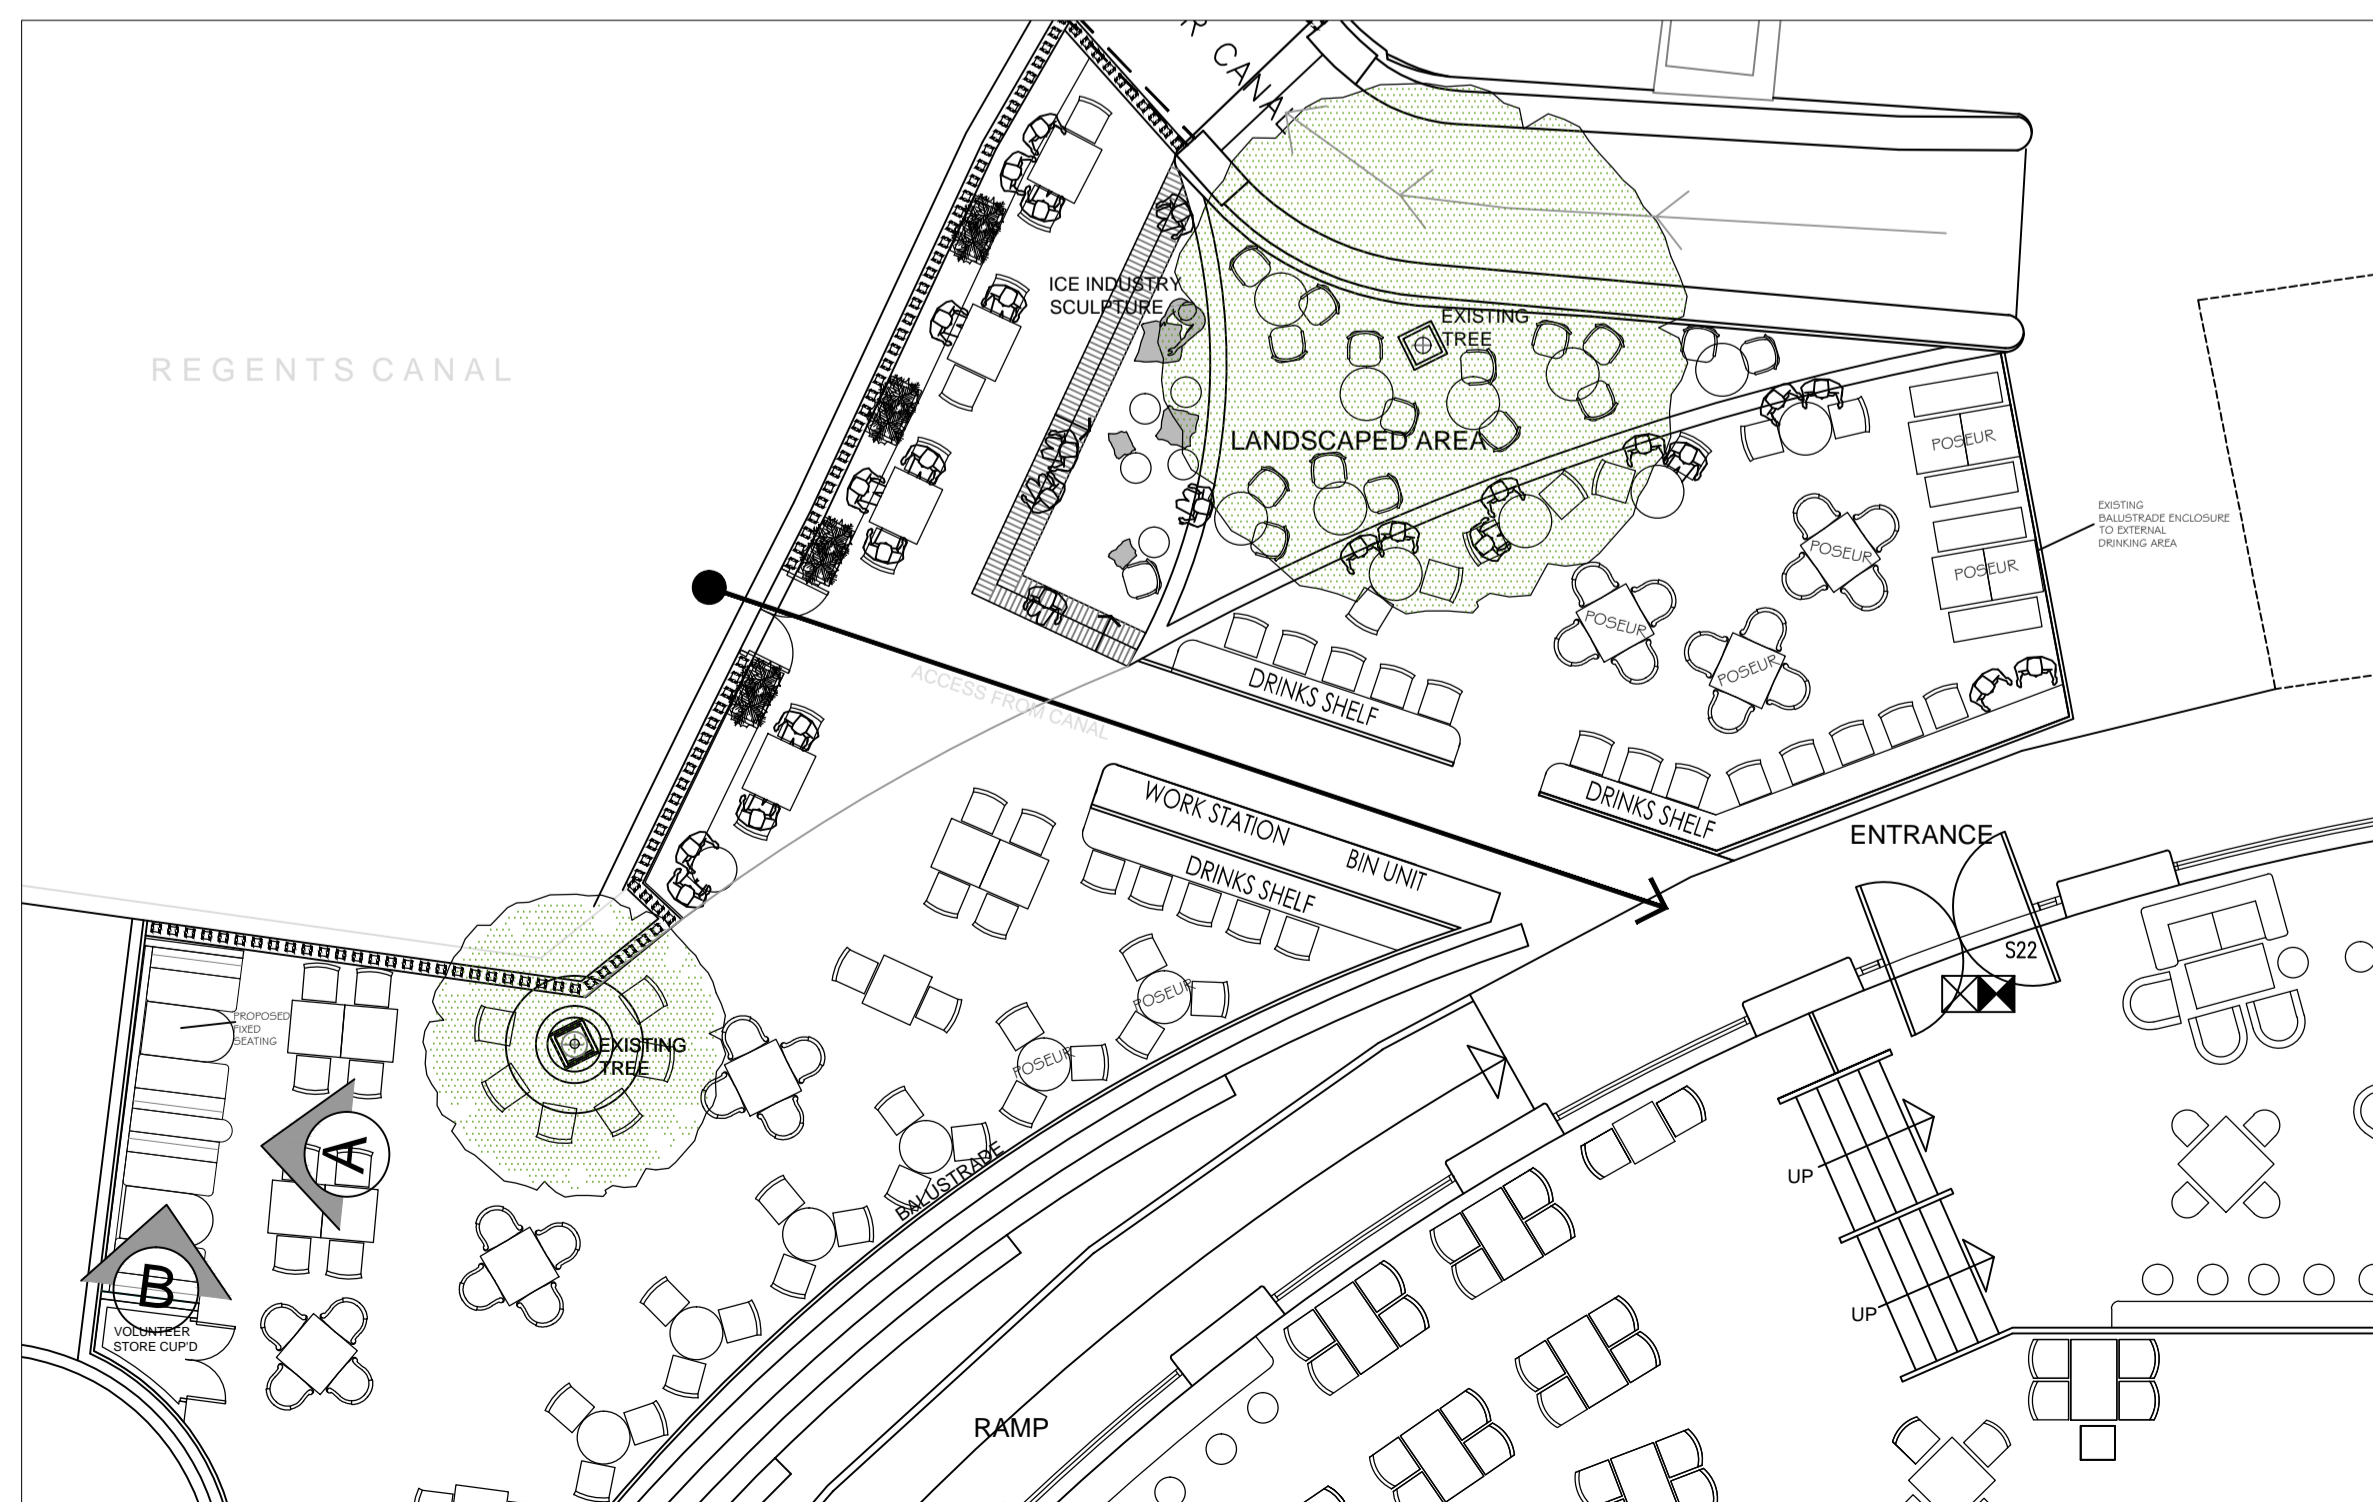 R CANAL
ICE INDUSTRY
SCULPTURE
EXISTING
TREE
REGENTS CANAL
LANDSCAPED AREA
POSEUR
EXISTING
BALUSTRADE ENCLOSURE
TO EXTERNAL
DRINKING AREA
POSEUR
POSEUR
POSEUR
POSEUR
ACCESS FROM CANAL
DRINKS SHELF
WORK STATION
BIN UNIT
DRINKS SHELF
DRINKS SHELF
ENTRANCE
S22
POSEUR
PROPOSED
FIXED
SEATING
EXISTING
TREE
POSEUR
A
BALUSTRADE
UP
B
VOLUNTEER
STORE CUP'D
UP
RAMP